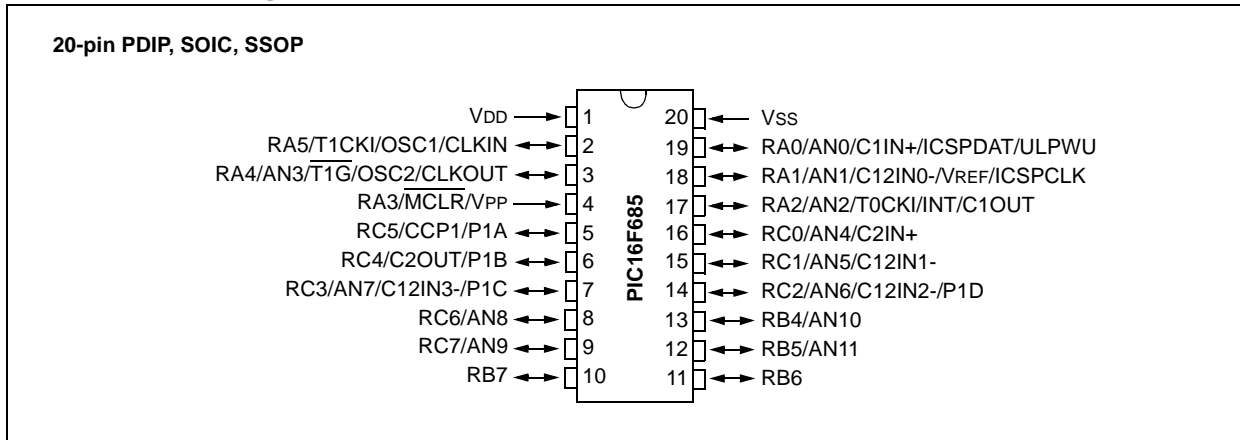 20-pin PDIP, SOIC, SSOP
VDD 1 20 VSS
RA5/T1CKI/OSC1/CLKIN 2 19 RA0/AN0/C1IN+/ICSPDAT/ULPWU
RA4/AN3/T1G/OSC2/CLKOUT 3 18 RA1/AN1/C12IN0-/VREF/ICSPCLK
RA3/MCLR/VPP 4 17 RA2/AN2/T0CKI/INT/C1OUT
RC5/CCP1/P1A 5 16 RC0/AN4/C2IN+
RC4/C2OUT/P1B 6 15 RC1/AN5/C12IN1-
RC3/AN7/C12IN3-/P1C 7 14 RC2/AN6/C12IN2-/P1D
RC6/AN8 8 13 RB4/AN10
RC7/AN9 9 12 RB5/AN11
RB7 10 11 RB6
PIC16F685